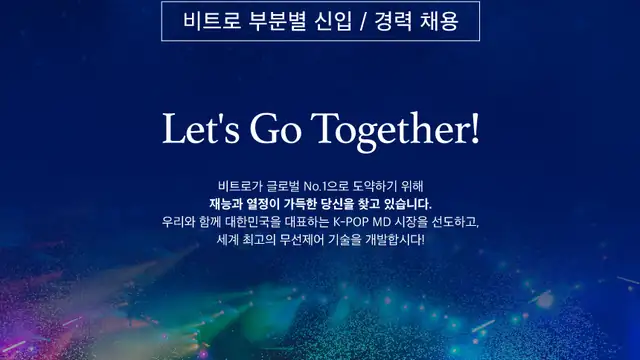 비트로 부분별 신입 / 경력 채용
Let's Go Together!
비트로가 글로벌 No.1으로 도약하기 위해
재능과 열정이 가득한 당신을 찾고 있습니다.
우리와 함께 대한민국을 대표하는 K-POP MD 시장을 선도하고,
세계 최고의 무선제어 기술을 개발합시다!